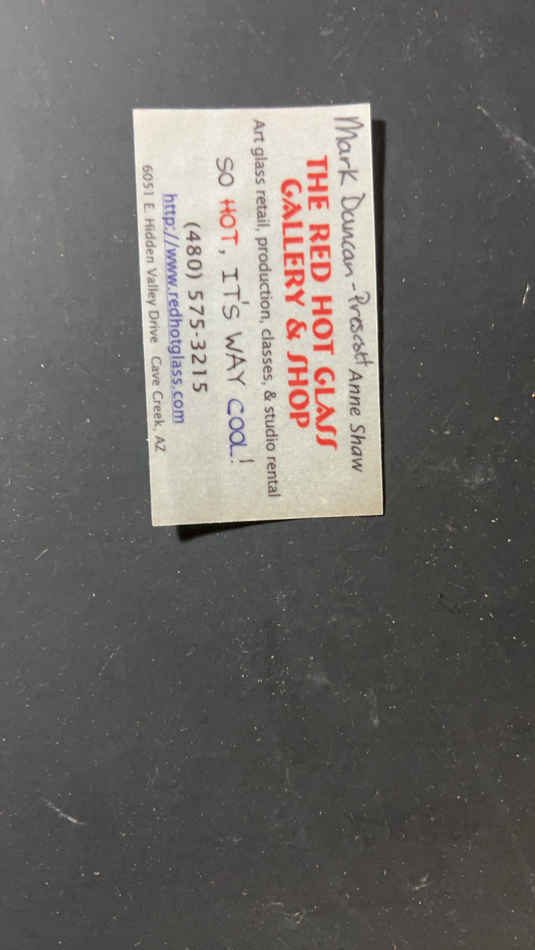 Mark Duncan - Prescott Anne Shaw
THE RED HOT GLASS
GALLERY & SHOP
Art glass retail, production, classes, & studio rental
SO HOT, IT'S WAY COOL!
(480) 575-3215
http://www.redhotglass.com
6051 E. Hidden Valley Drive Cave Creek, AZ